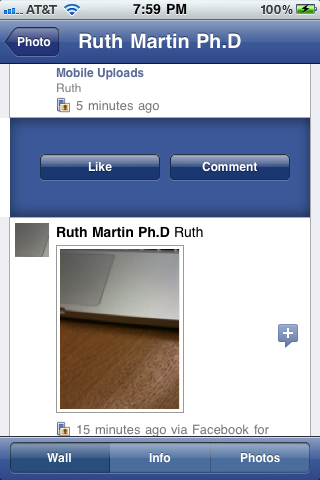 AT&T 7:59 PM 100%
Photo Ruth Martin Ph.D
Mobile Uploads
Ruth
5 minutes ago
Like Comment
Ruth Martin Ph.D Ruth
15 minutes ago via Facebook for
Wall Info Photos